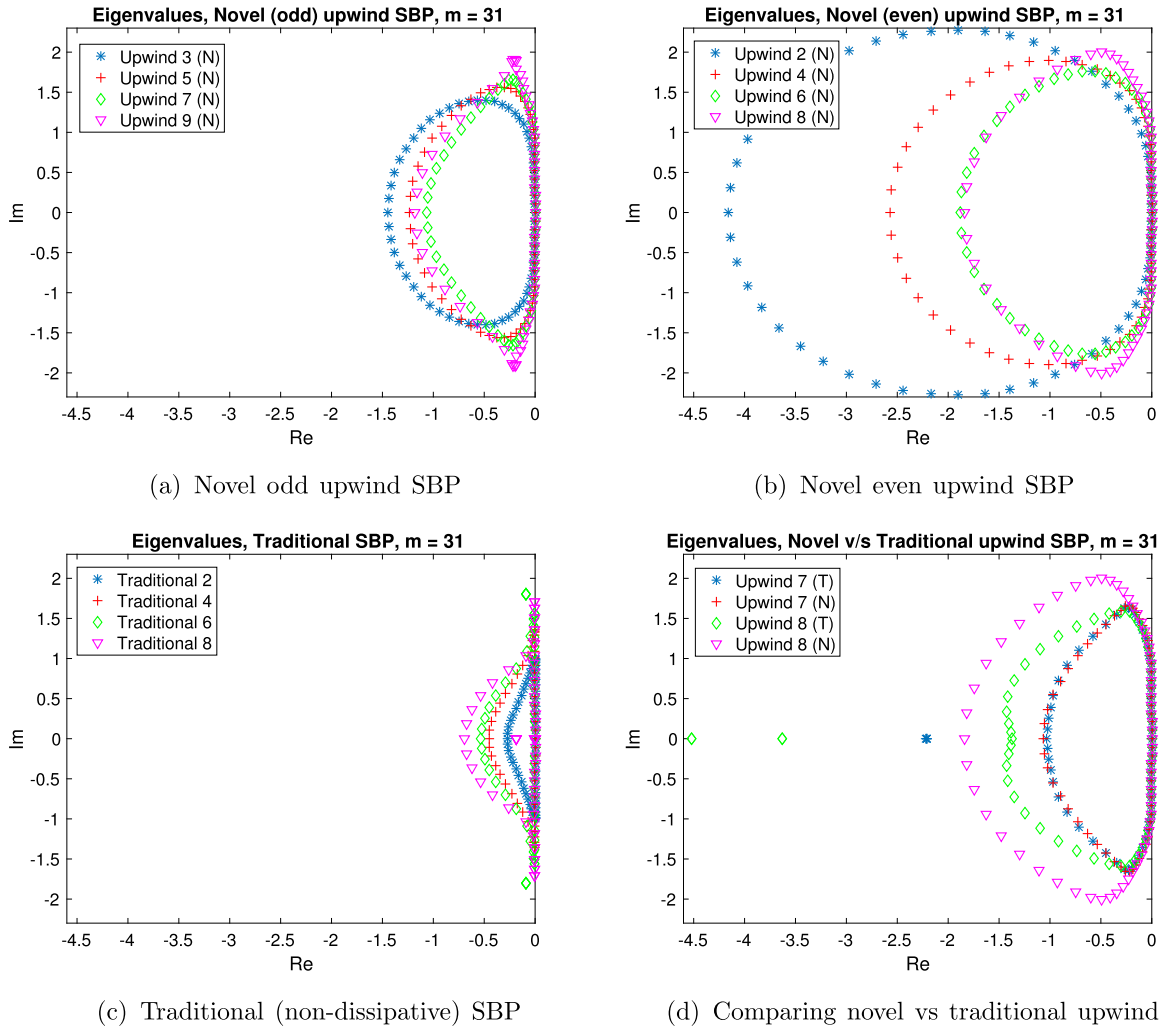 Eigenvalues, Novel (odd) upwind SBP, m = 31
Upwind 3 (N)
Upwind 5 (N)
Upwind 7 (N)
Upwind 9 (N)
2
1.5
1
0.5
0
-0.5
-1
-1.5
-2
Im
-4.5 -4 -3.5 -3 -2.5 -2 -1.5 -1 -0.5 0
Re
(a) Novel odd upwind SBP
Eigenvalues, Novel (even) upwind SBP, m = 31
Upwind 2 (N)
Upwind 4 (N)
Upwind 6 (N)
Upwind 8 (N)
2
1.5
1
0.5
0
-0.5
-1
-1.5
-2
Im
-4.5 -4 -3.5 -3 -2.5 -2 -1.5 -1 -0.5 0
Re
(b) Novel even upwind SBP
Eigenvalues, Traditional SBP, m = 31
Traditional 2
Traditional 4
Traditional 6
Traditional 8
2
1.5
1
0.5
0
-0.5
-1
-1.5
-2
Im
-4.5 -4 -3.5 -3 -2.5 -2 -1.5 -1 -0.5 0
Re
(c) Traditional (non-dissipative) SBP
Eigenvalues, Novel v/s Traditional upwind SBP, m = 31
Upwind 7 (T)
Upwind 7 (N)
Upwind 8 (T)
Upwind 8 (N)
2
1.5
1
0.5
0
-0.5
-1
-1.5
-2
Im
-4.5 -4 -3.5 -3 -2.5 -2 -1.5 -1 -0.5 0
Re
(d) Comparing novel vs traditional upwind